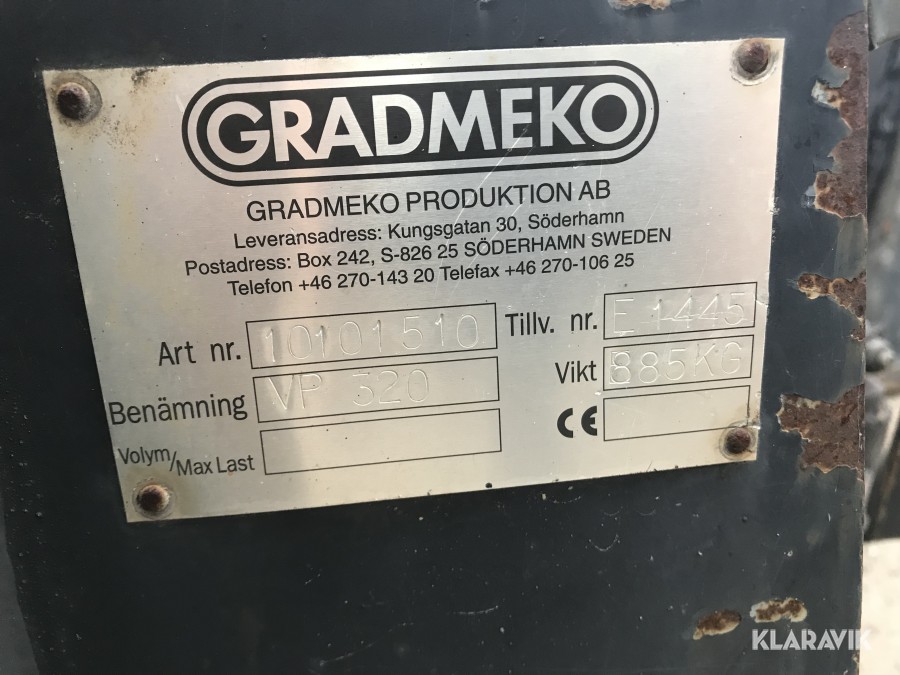 GRADMEKO
GRADMEKO PRODUKTION AB
Leveransadress: Kungsgatan 30, Söderhamn
Postadress: Box 242, S-826 25 SÖDERHAMN SWEDEN
Telefon +46 270-143 20 Telefax +46 270-106 25
Art nr. 10101510 Tillv. nr. E 1445
Benämning VP 320 Vikt 885KG
Volym/Max Last CE
KLARAVIK